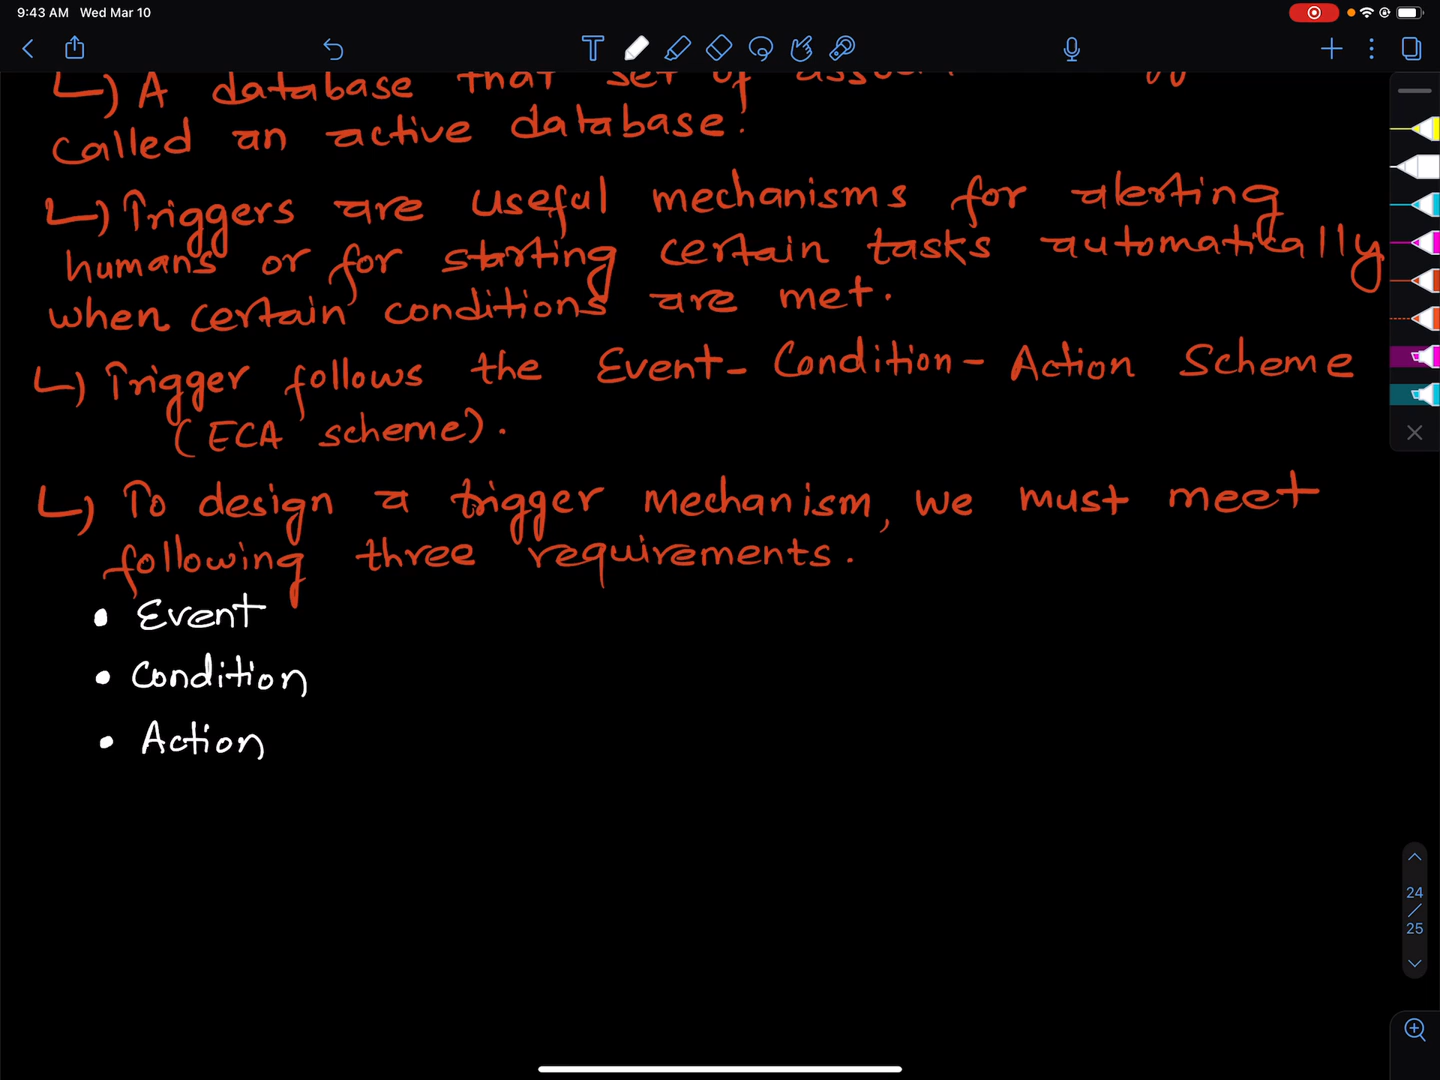 9:43 AM Wed Mar 10
↳ A database that set of
called an active database.
↳ Triggers are useful mechanisms for alerting
humans or for starting certain tasks automatically
when certain conditions are met.
↳ Trigger follows the Event-Condition-Action Scheme
(ECA scheme).
↳ To design a trigger mechanism, we must meet
following three requirements.
• Event
• Condition
• Action
24
/
25